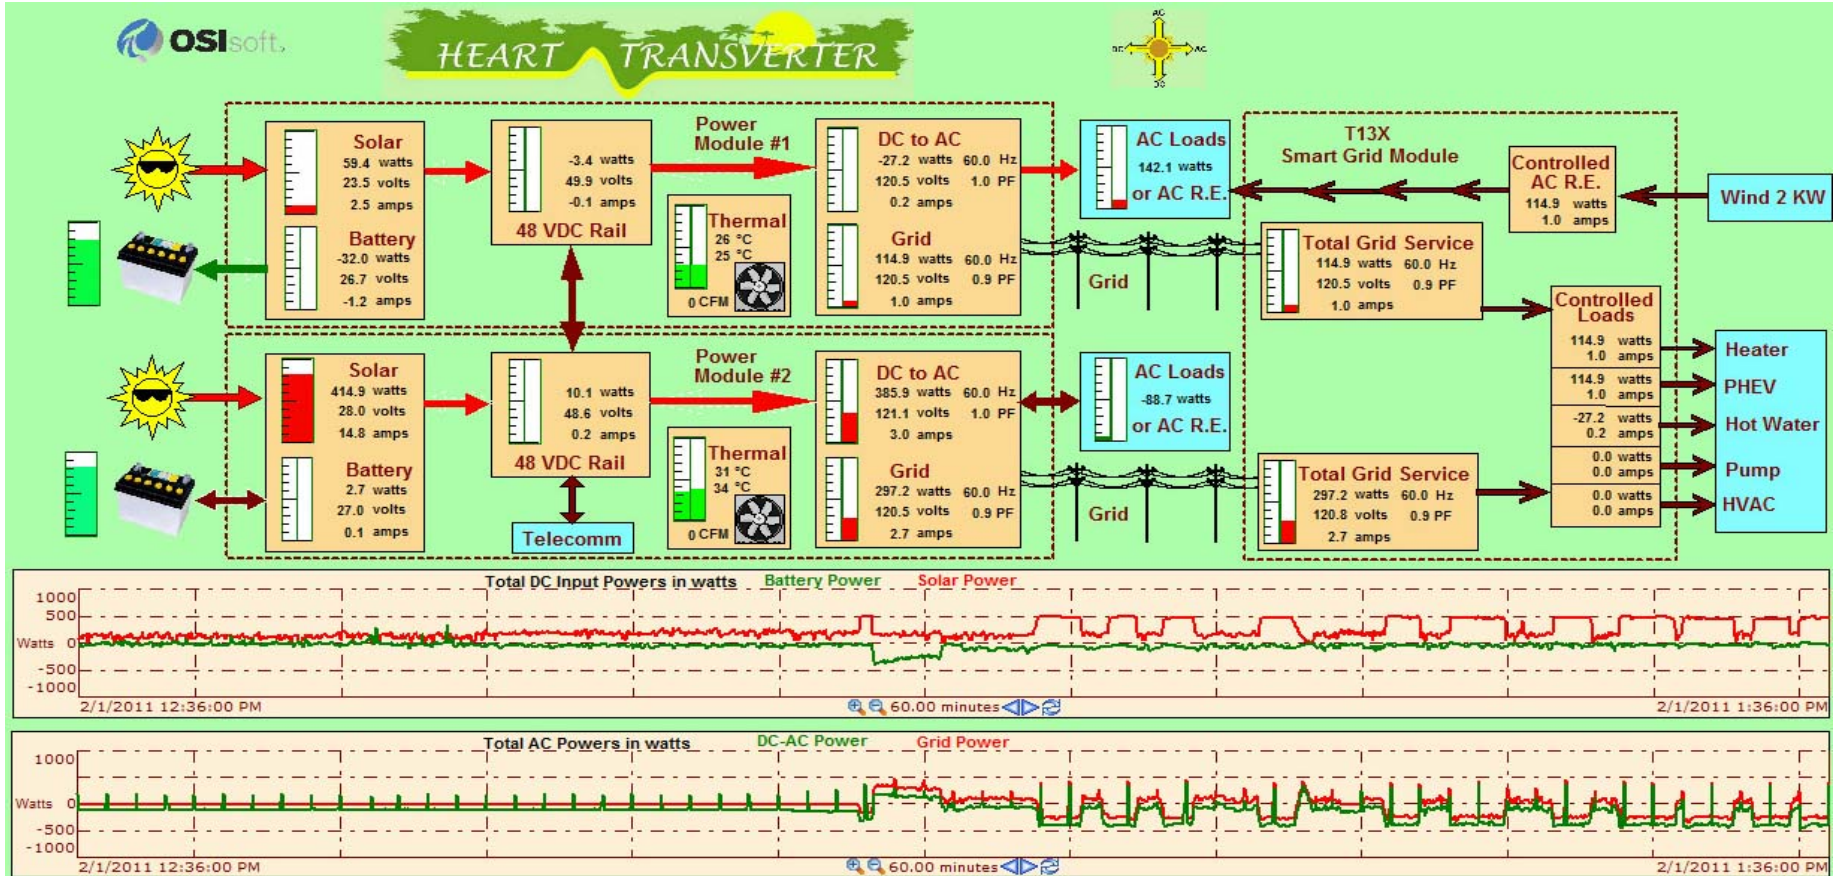 OSIsoft.
HEART TRANSVERTER
AC
DC AC
DC
Solar
59.4 watts
23.5 volts
2.5 amps
Battery
-32.0 watts
26.7 volts
-1.2 amps
-3.4 watts
49.9 volts
-0.1 amps
48 VDC Rail
Power
Module #1
Thermal
26 °C
25 °C
0 CFM
DC to AC
-27.2 watts 60.0 Hz
120.5 volts 1.0 PF
0.2 amps
Grid
114.9 watts 60.0 Hz
120.5 volts 0.9 PF
1.0 amps
AC Loads
142.1 watts
or AC R.E.
Grid
T13X
Smart Grid Module
Controlled
AC R.E.
114.9 watts
1.0 amps
Wind 2 KW
Total Grid Service
114.9 watts 60.0 Hz
120.5 volts 0.9 PF
1.0 amps
Solar
414.9 watts
28.0 volts
14.8 amps
Battery
2.7 watts
27.0 volts
0.1 amps
10.1 watts
48.6 volts
0.2 amps
48 VDC Rail
Telecomm
Power
Module #2
Thermal
31 °C
34 °C
0 CFM
DC to AC
385.9 watts 60.0 Hz
121.1 volts 1.0 PF
3.0 amps
Grid
297.2 watts 60.0 Hz
120.5 volts 0.9 PF
2.7 amps
AC Loads
-88.7 watts
or AC R.E.
Grid
Total Grid Service
297.2 watts 60.0 Hz
120.8 volts 0.9 PF
2.7 amps
Controlled
Loads
114.9 watts
1.0 amps
114.9 watts
1.0 amps
-27.2 watts
0.2 amps
0.0 watts
0.0 amps
0.0 watts
0.0 amps
Heater
PHEV
Hot Water
Pump
HVAC
Total DC Input Powers in watts Battery Power Solar Power
1000
500
Watts 0
-500
-1000
2/1/2011 12:36:00 PM 60.00 minutes 2/1/2011 1:36:00 PM
Total AC Powers in watts DC-AC Power Grid Power
1000
Watts 0
-500
-1000
2/1/2011 12:36:00 PM 60.00 minutes 2/1/2011 1:36:00 PM